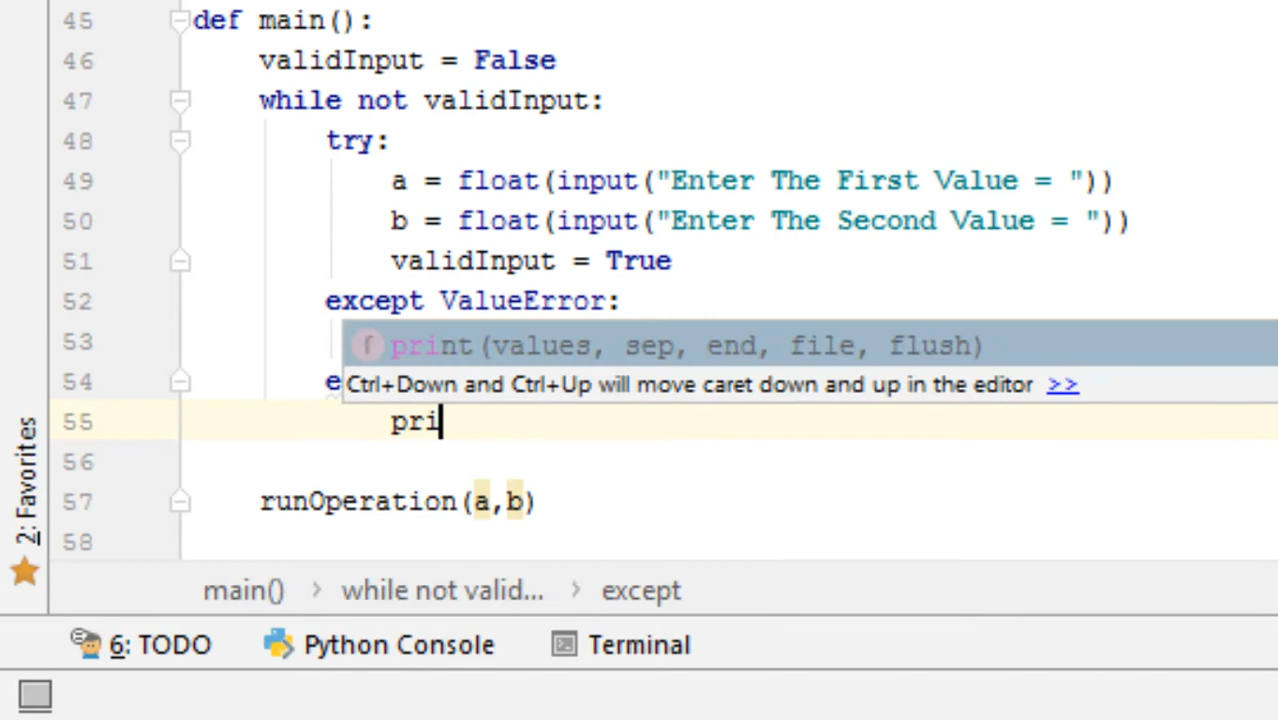 45 def main():
46 validInput = False
47 while not validInput:
48 try:
49 a = float(input("Enter The First Value = "))
50 b = float(input("Enter The Second Value = "))
51 validInput = True
52 except ValueError:
53 print(values, sep, end, file, flush)
54 e
Ctrl+Down and Ctrl+Up will move caret down and up in the editor >>
55 pri
56
57 runOperation(a,b)
58
2: Favorites
main() > while not valid... > except
6: TODO Python Console Terminal